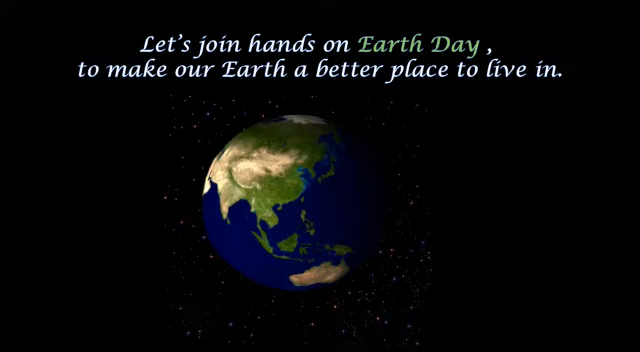 Let's join hands on Earth Day ,
to make our Earth a better place to live in.